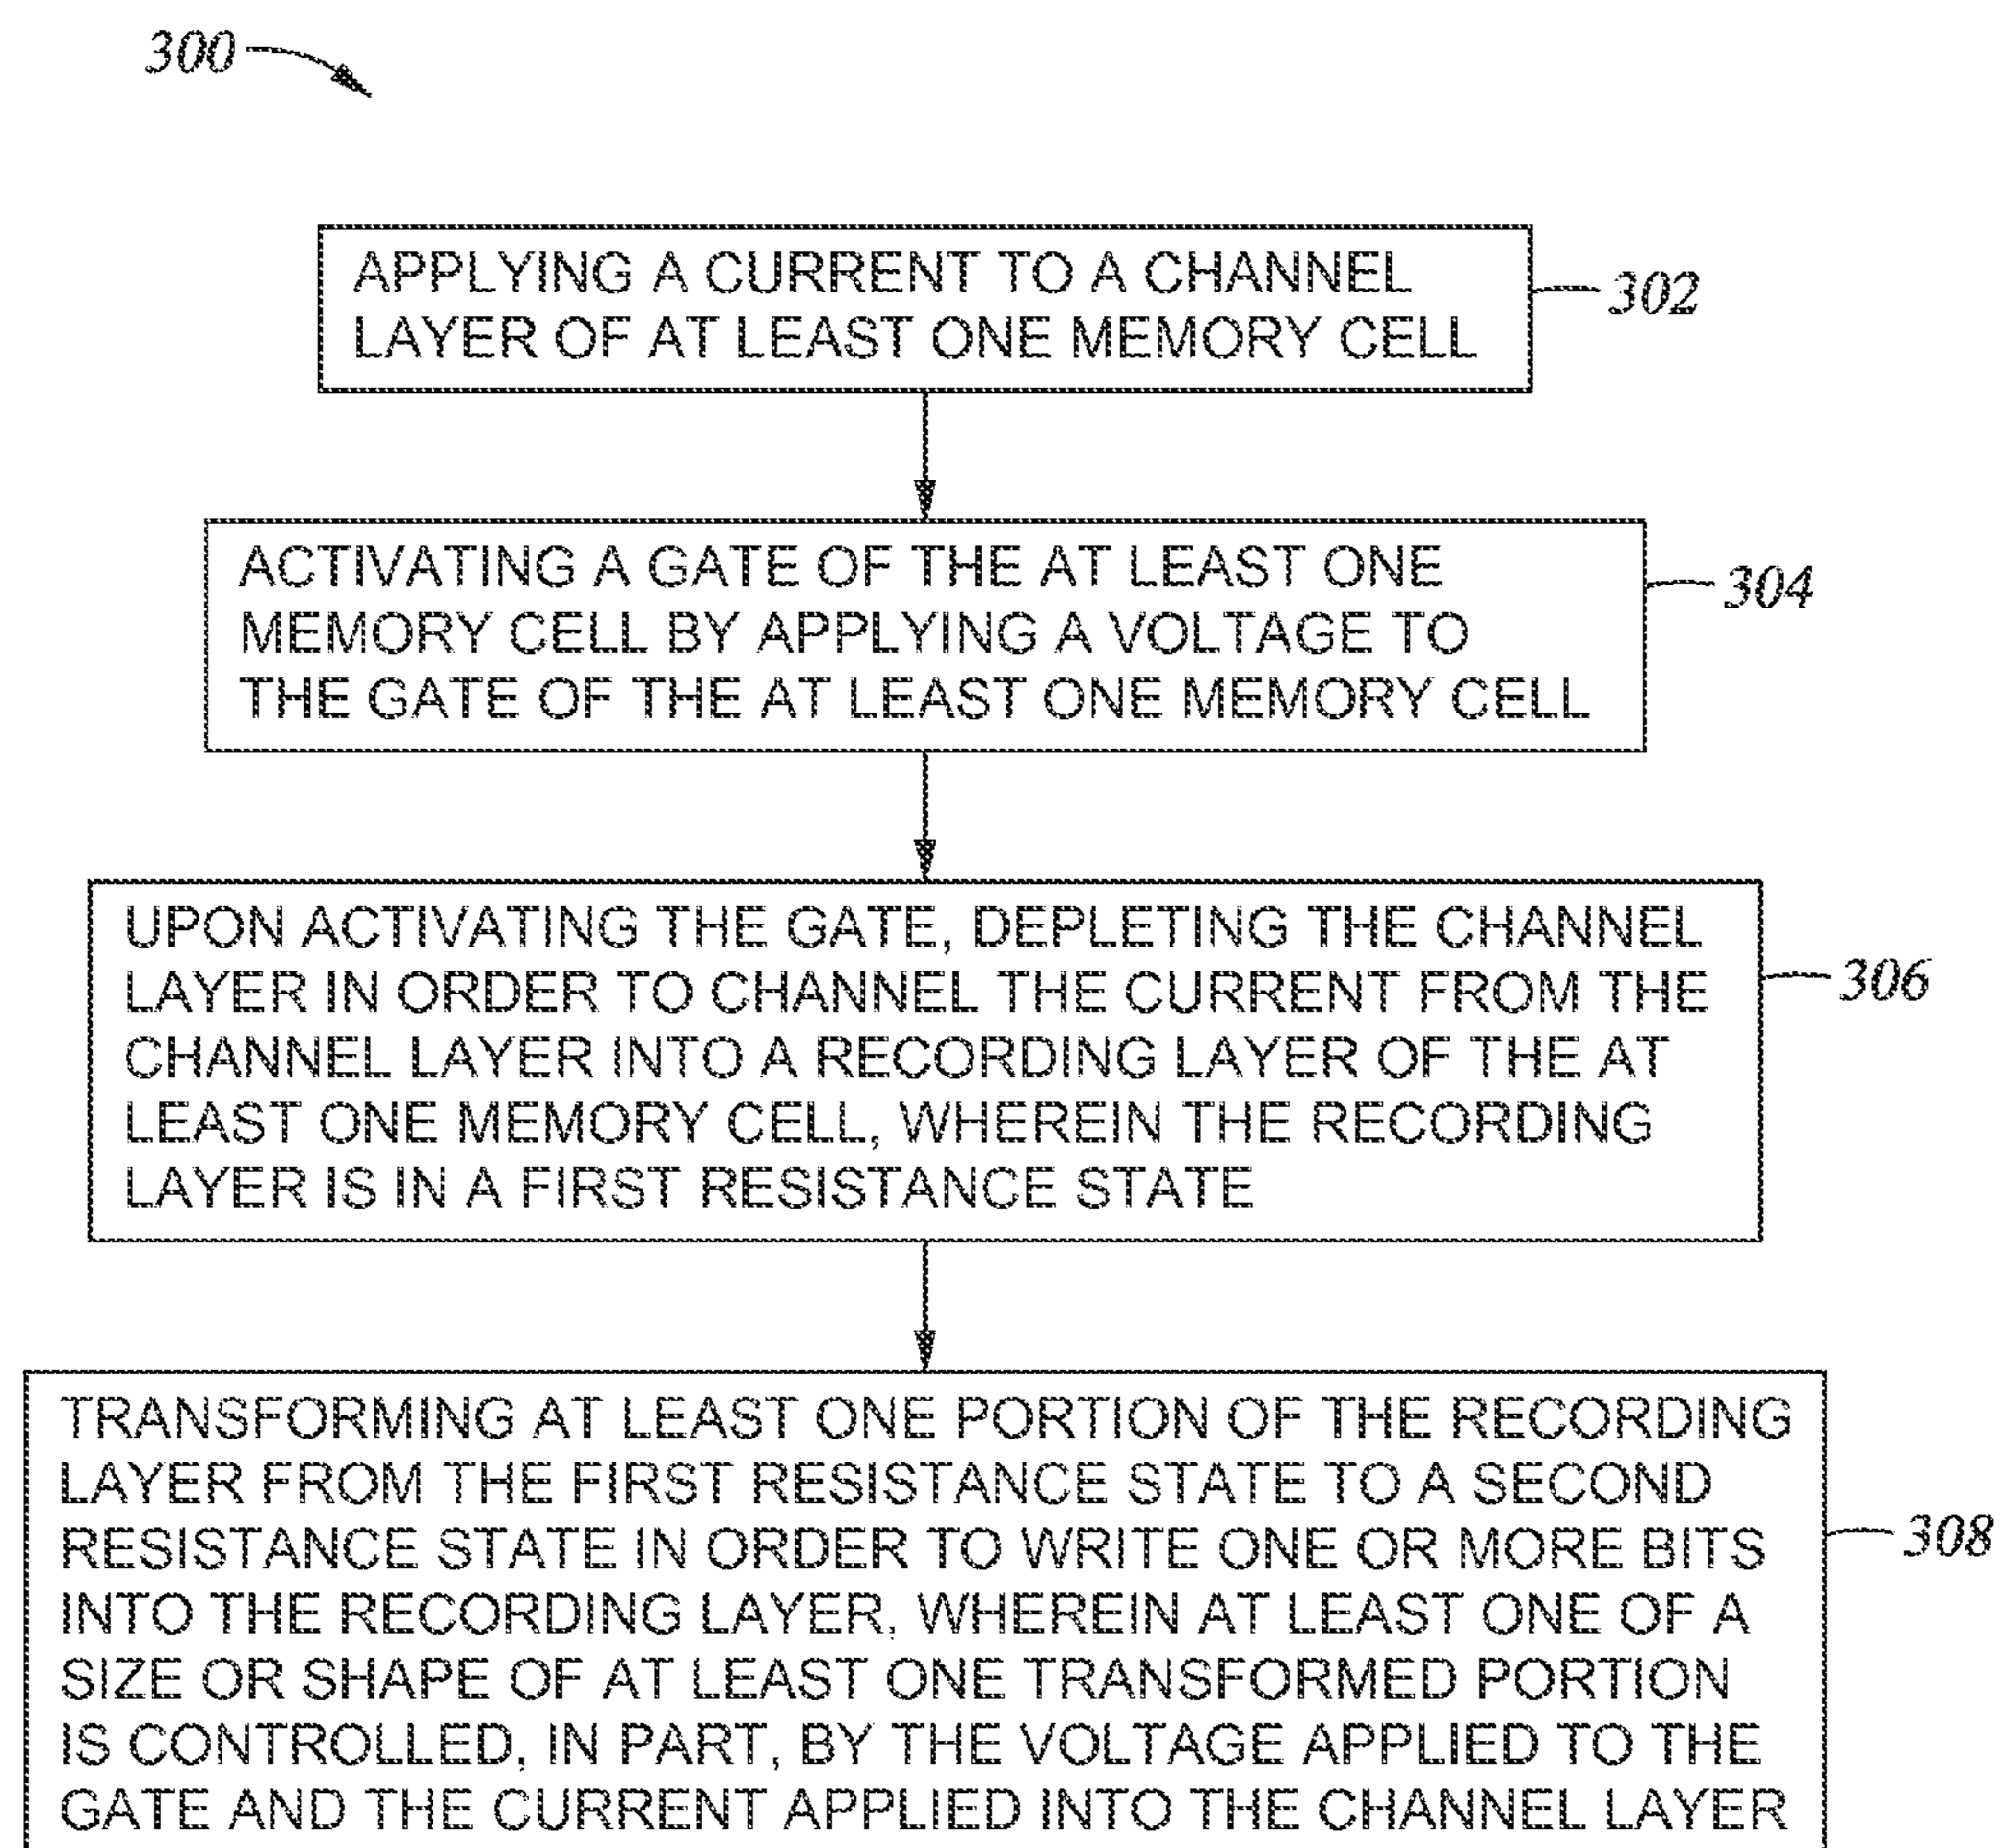 300
APPLYING A CURRENT TO A CHANNEL
LAYER OF AT LEAST ONE MEMORY CELL
302
ACTIVATING A GATE OF THE AT LEAST ONE
MEMORY CELL BY APPLYING A VOLTAGE TO
THE GATE OF THE AT LEAST ONE MEMORY CELL
304
UPON ACTIVATING THE GATE, DEPLETING THE CHANNEL
LAYER IN ORDER TO CHANNEL THE CURRENT FROM THE
CHANNEL LAYER INTO A RECORDING LAYER OF THE AT
LEAST ONE MEMORY CELL, WHEREIN THE RECORDING
LAYER IS IN A FIRST RESISTANCE STATE
306
TRANSFORMING AT LEAST ONE PORTION OF THE RECORDING
LAYER FROM THE FIRST RESISTANCE STATE TO A SECOND
RESISTANCE STATE IN ORDER TO WRITE ONE OR MORE BITS
INTO THE RECORDING LAYER, WHEREIN AT LEAST ONE OF A
SIZE OR SHAPE OF AT LEAST ONE TRANSFORMED PORTION
IS CONTROLLED, IN PART, BY THE VOLTAGE APPLIED TO THE
GATE AND THE CURRENT APPLIED INTO THE CHANNEL LAYER
308